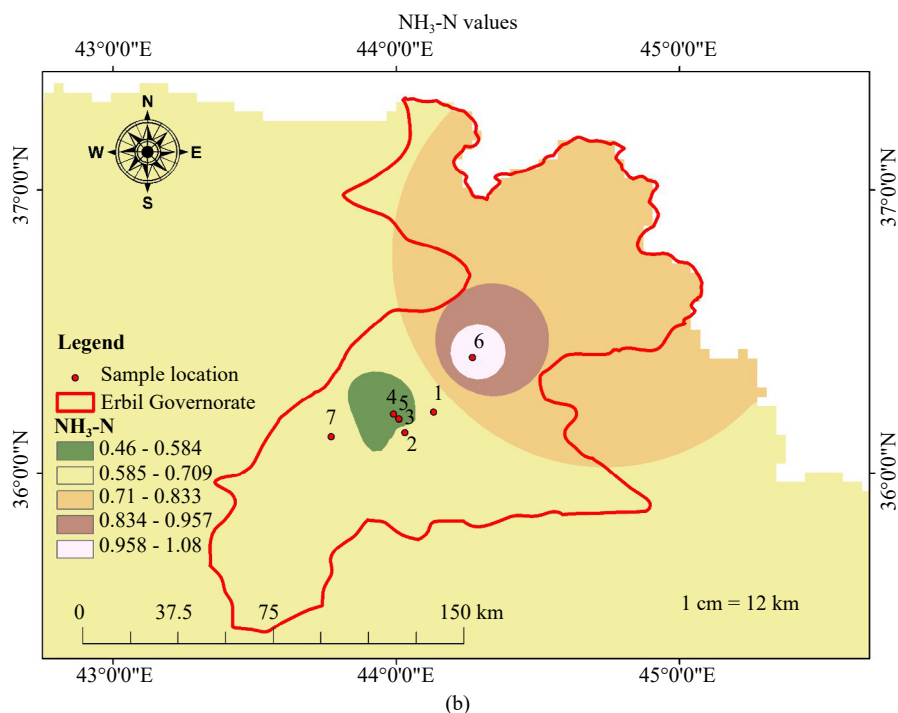 NH₃-N values
43°0'0"E 44°0'0"E 45°0'0"E
N
W E
S
37°0'0"N 37°0'0"N
6
Legend
Sample location
Erbil Governorate
NH₃-N
0.46 - 0.584
0.585 - 0.709
0.71 - 0.833
0.834 - 0.957
0.958 - 1.08
4 5 1
7 3
2
36°0'0"N 36°0'0"N
0 37.5 75 150 km
1 cm = 12 km
43°0'0"E 44°0'0"E 45°0'0"E
(b)